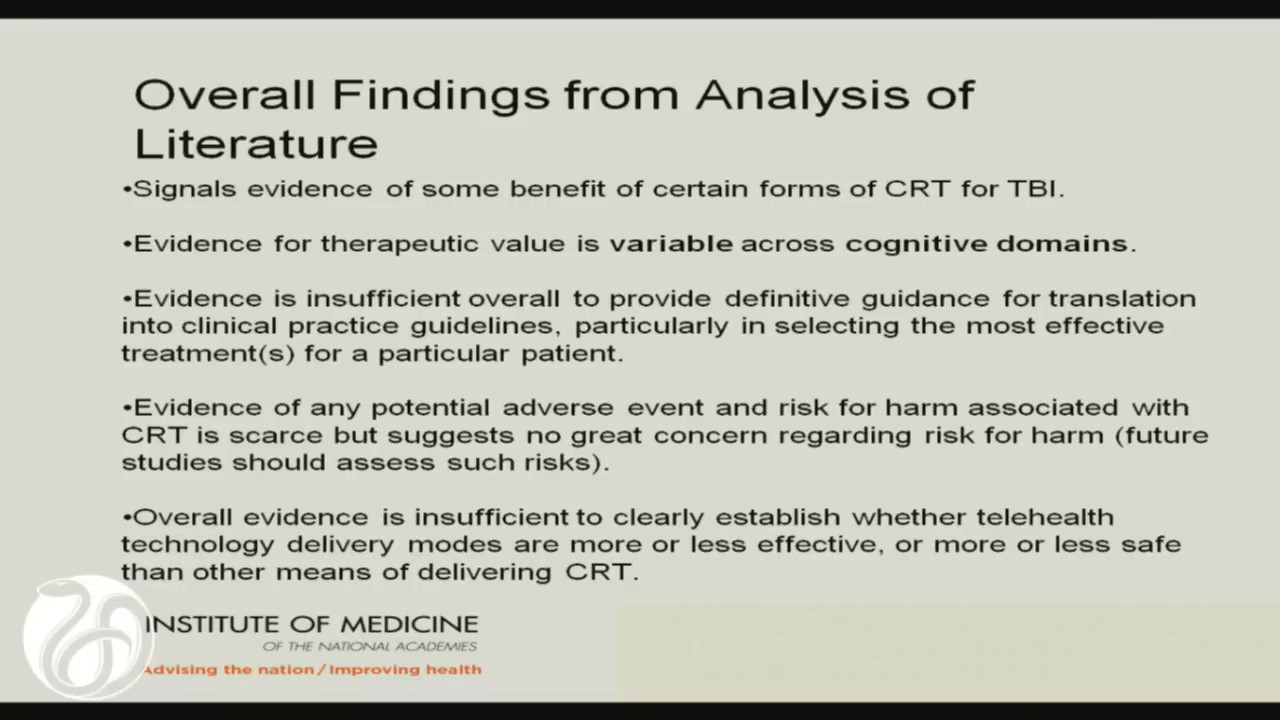 Overall Findings from Analysis of
Literature
•Signals evidence of some benefit of certain forms of CRT for TBI.
•Evidence for therapeutic value is variable across cognitive domains.
•Evidence is insufficient overall to provide definitive guidance for translation
into clinical practice guidelines, particularly in selecting the most effective
treatment(s) for a particular patient.
•Evidence of any potential adverse event and risk for harm associated with
CRT is scarce but suggests no great concern regarding risk for harm (future
studies should assess such risks).
•Overall evidence is insufficient to clearly establish whether telehealth
technology delivery modes are more or less effective, or more or less safe
than other means of delivering CRT.
INSTITUTE OF MEDICINE
OF THE NATIONAL ACADEMIES
Advising the nation/Improving health